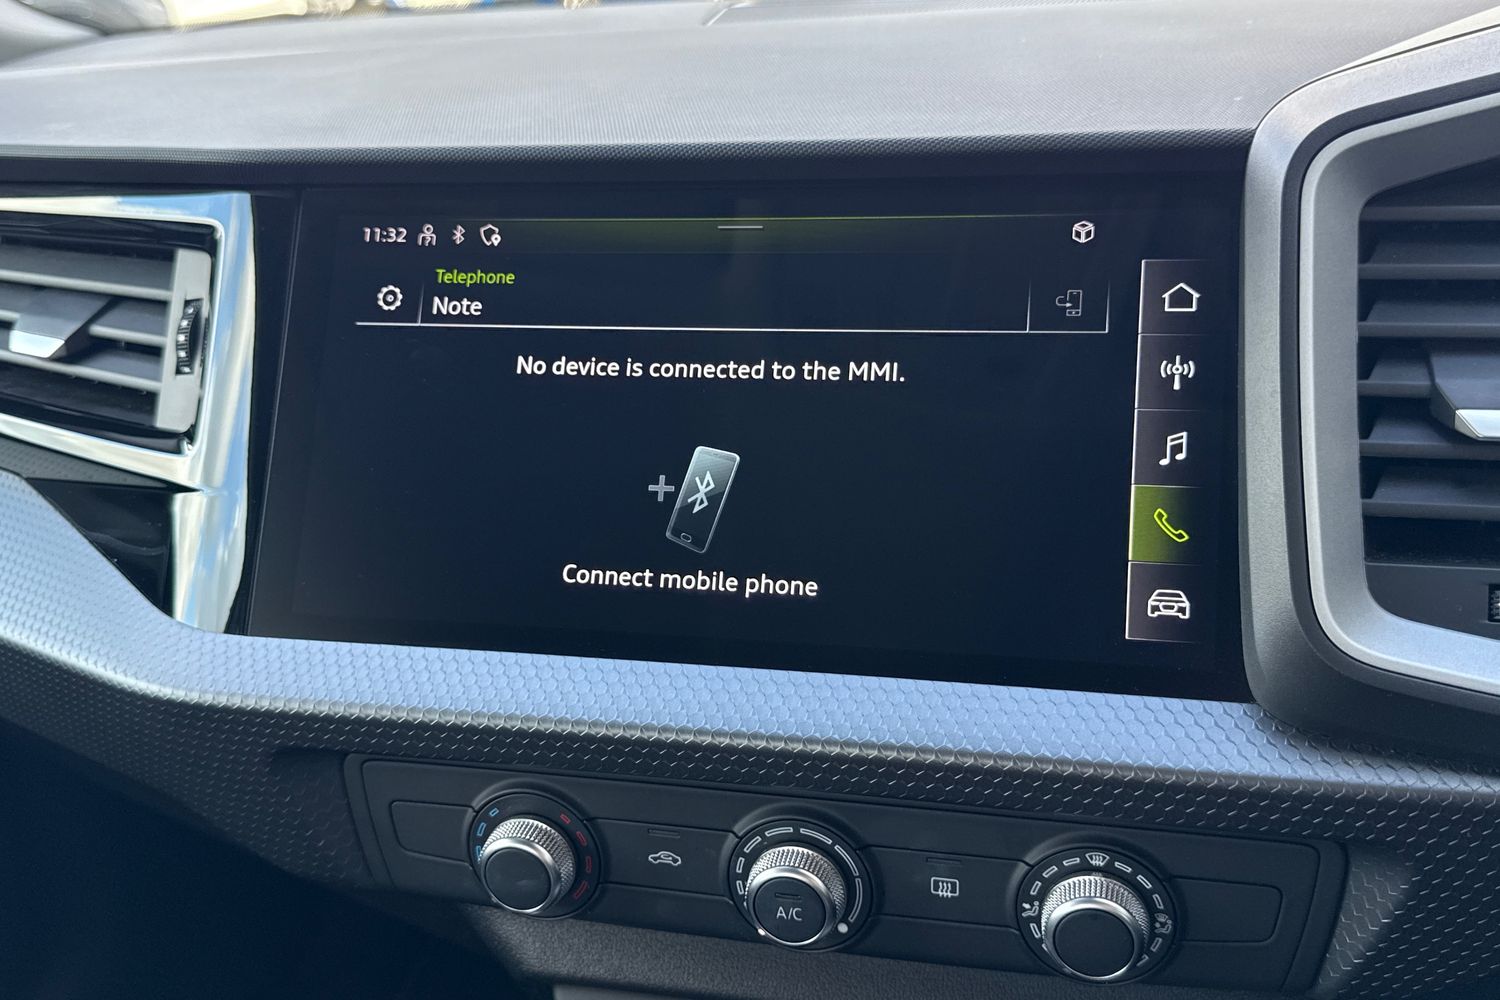 11:32
Telephone
Note
No device is connected to the MMI.
Connect mobile phone
A/C